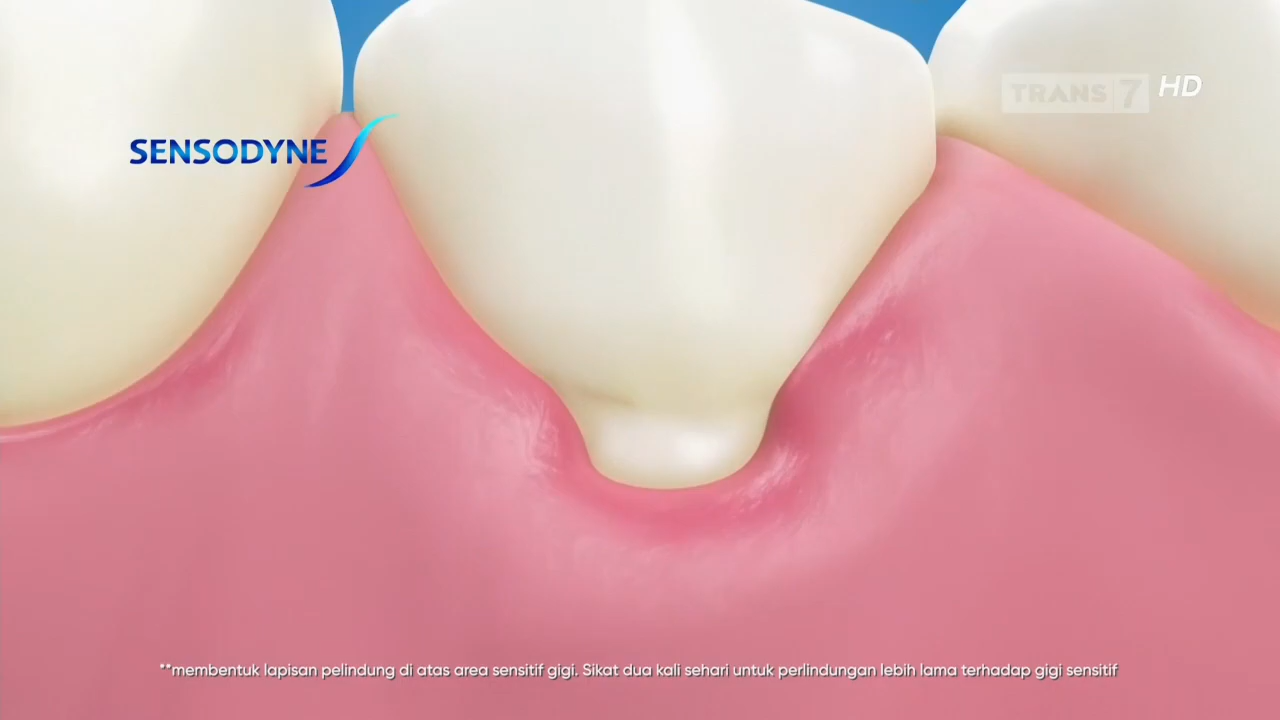 TRANS 7 HD
SENSODYNE
**membentuk lapisan pelindung di atas area sensitif gigi. Sikat dua kali sehari untuk perlindungan lebih lama terhadap gigi sensitif